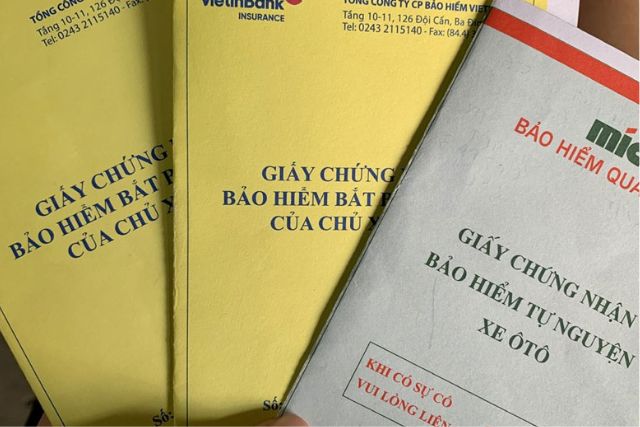 TỔNG CÔNG
Tầng 10-11, 126 Đội
Tel: 0243 2115140 - Fax
GIẤY CHỨNG
BẢO HIỂM BẮT
CỦA CHỦ
VietinBank
INSURANCE
TỔNG CÔNG TY CP BẢO HIỂM VIET
Tầng 10-11, 126 Đội Cấn, Ba
Tel: 0243 2115140 - Fax: (84.4)
GIẤY CHỨNG
BẢO HIỂM BẮT
CỦA CHỦ
Số:
Số:
mic
BẢO HIỂM QUÂ
GIẤY CHỨNG NHẬN
BẢO HIỂM TỰ NGUYỆN
XE ÔTÔ
KHI CÓ SỰ CỐ
VUI LÒNG LIÊN